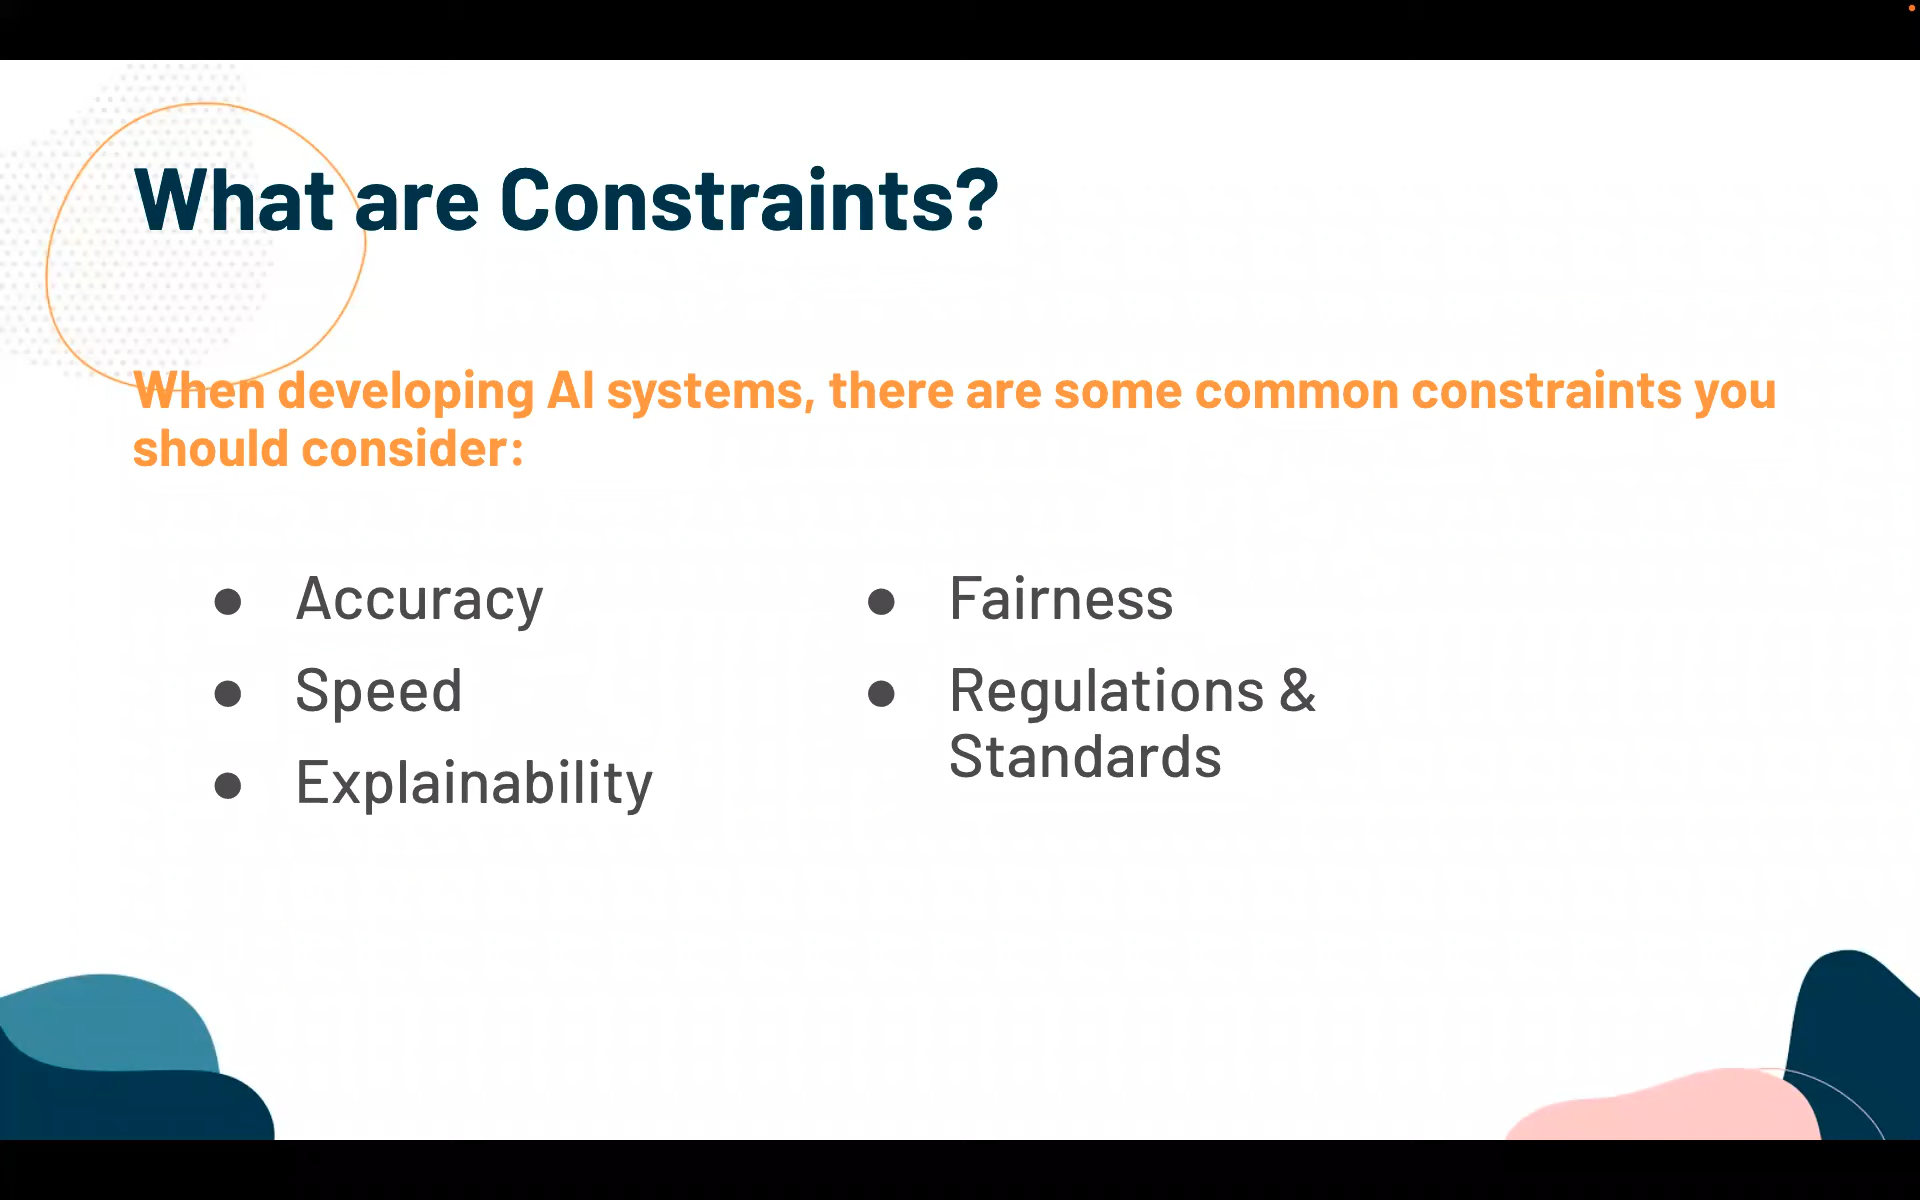 What are Constraints?
When developing AI systems, there are some common constraints you
should consider:
● Accuracy
● Speed
● Explainability
● Fairness
● Regulations &
Standards